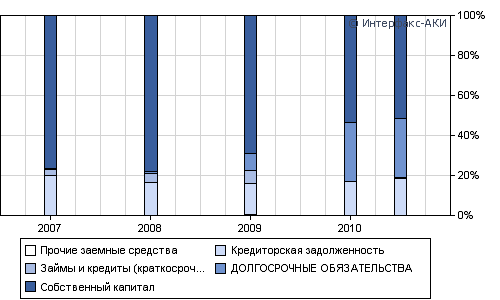 100%
© Интерфакс-АКИ
80%
60%
40%
20%
0%
2007 2008 2009 2010
Прочие заемные средства
Кредиторская задолженность
Займы и кредиты (краткосроч...
ДОЛГОСРОЧНЫЕ ОБЯЗАТЕЛЬСТВА
Собственный капитал